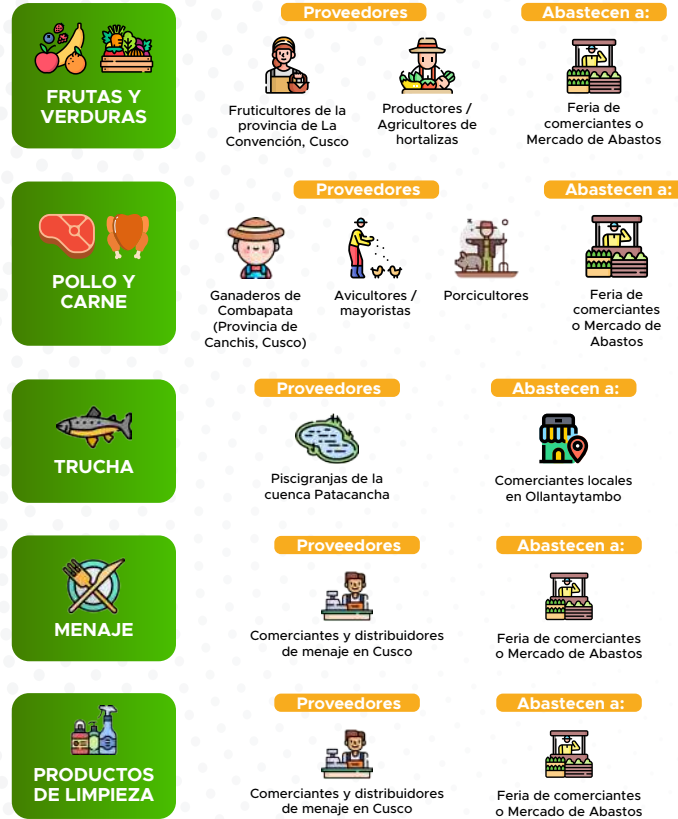 FRUTAS Y
VERDURAS
Proveedores
Abastecen a:
Fruticultores de la
provincia de La
Convención, Cusco
Productores /
Agricultores de
hortalizas
Feria de
comerciantes o
Mercado de Abastos
POLLO Y
CARNE
Proveedores
Abastecen a:
Ganaderos de
Combapata
(Provincia de
Canchis, Cusco)
Avicultores /
mayoristas
Porcicultores
Feria de
comerciantes
o Mercado de
Abastos
TRUCHA
Proveedores
Abastecen a:
Piscigranjas de la
cuenca Patacancha
Comerciantes locales
en Ollantaytambo
MENAJE
Proveedores
Abastecen a:
Comerciantes y distribuidores
de menaje en Cusco
Feria de comerciantes
o Mercado de Abastos
PRODUCTOS
DE LIMPIEZA
Proveedores
Abastecen a:
Comerciantes y distribuidores
de menaje en Cusco
Feria de comerciantes
o Mercado de Abastos